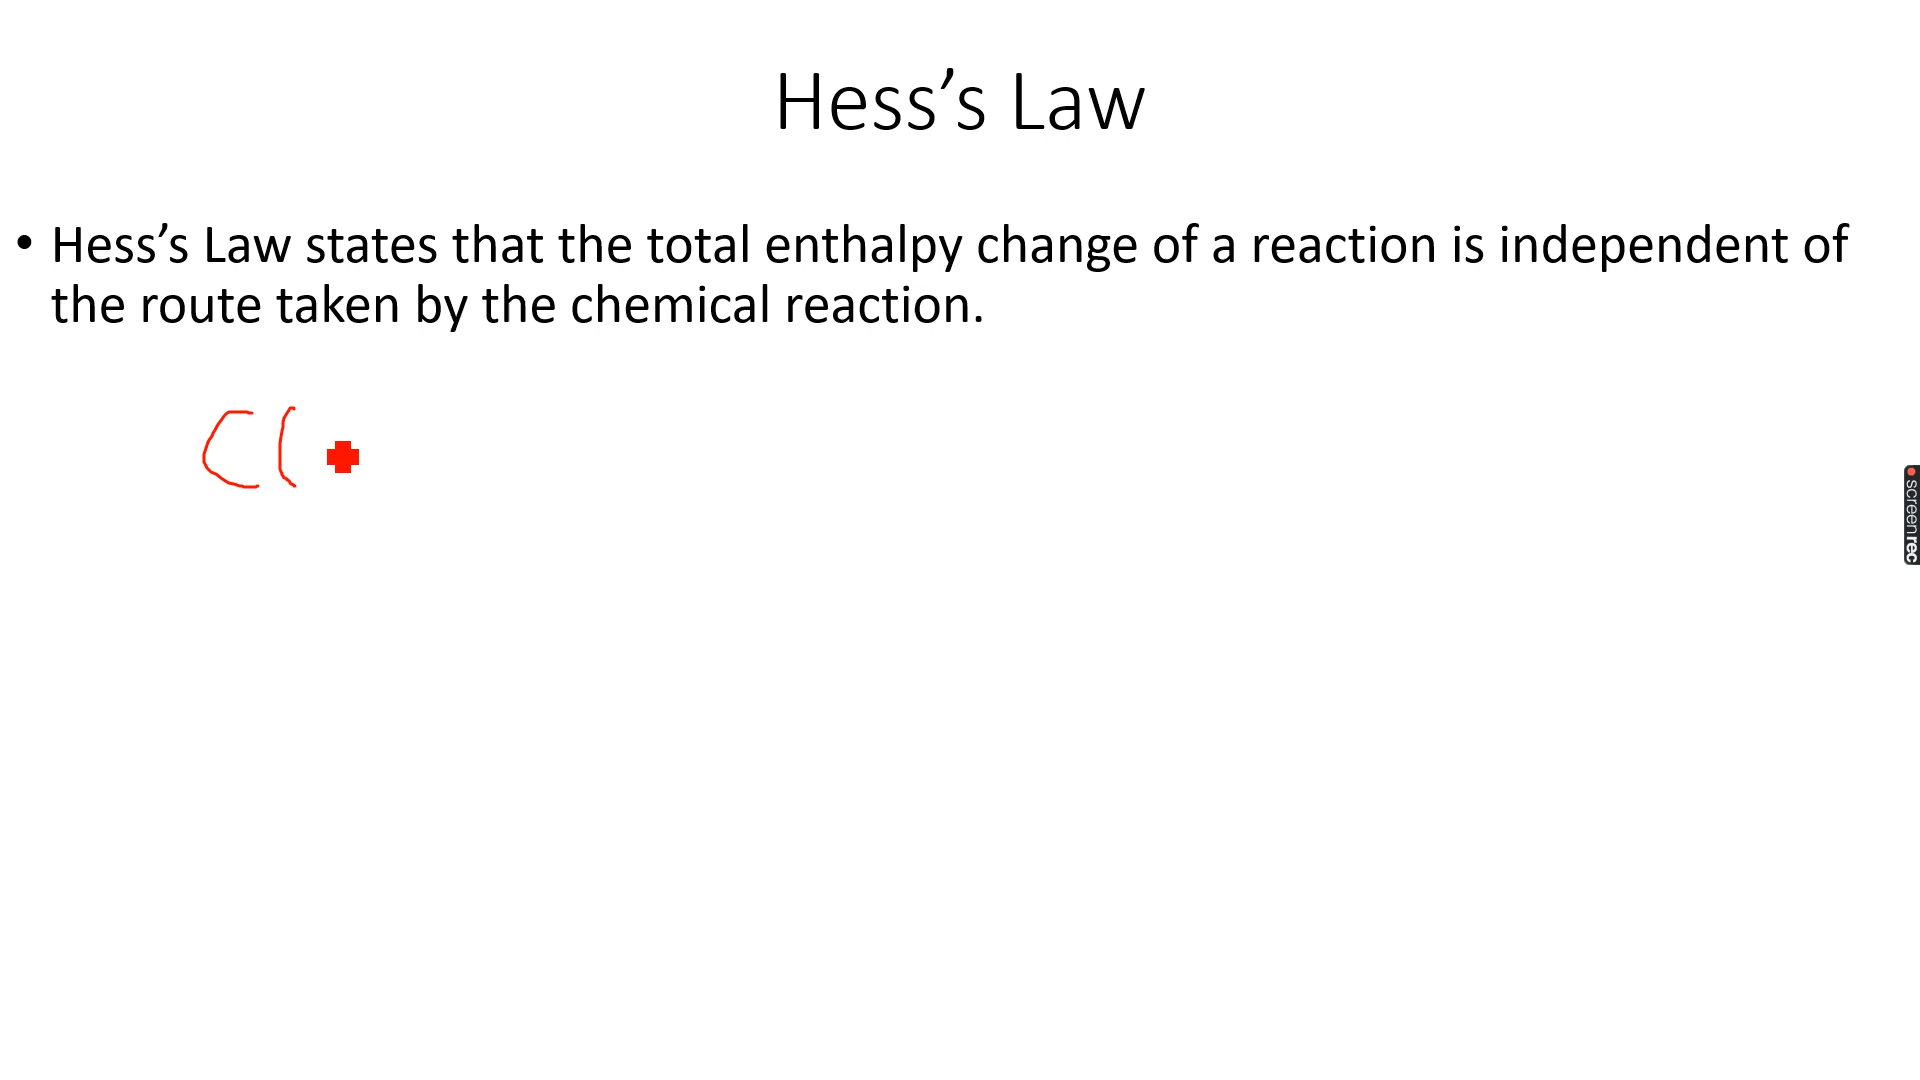 Hess’s Law
• Hess’s Law states that the total enthalpy change of a reaction is independent of
the route taken by the chemical reaction.
C(
screenrec